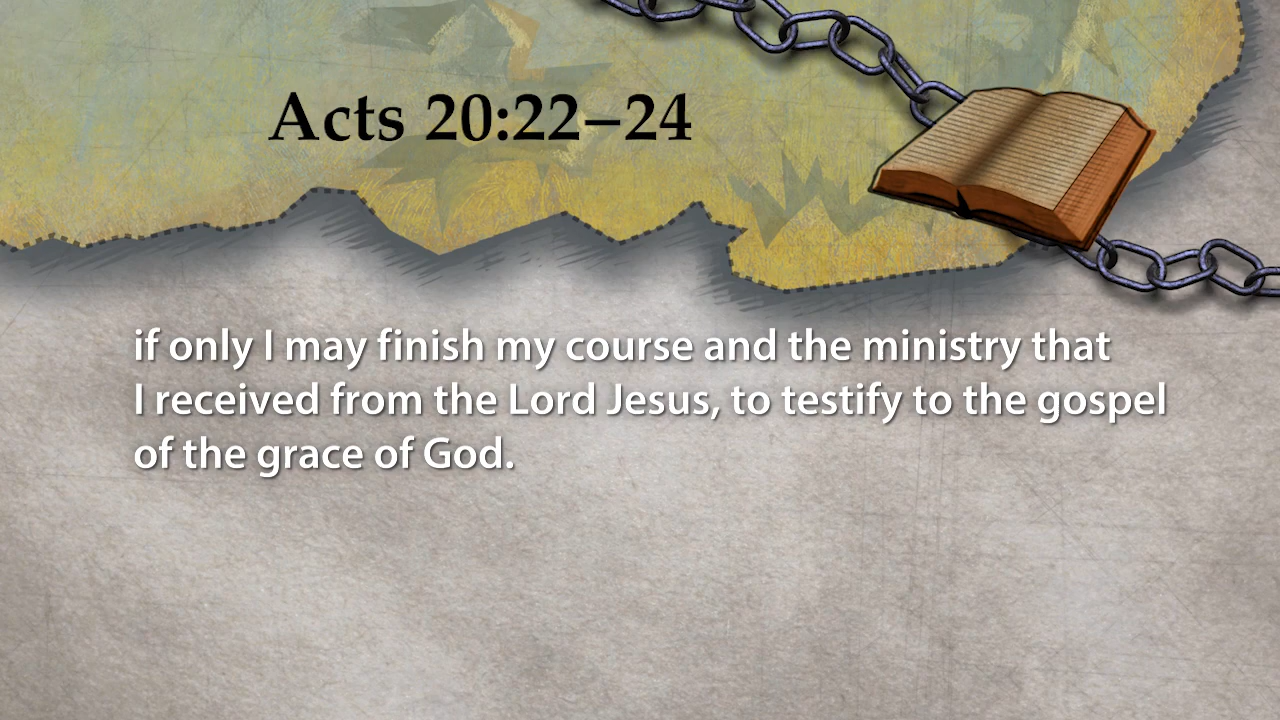 Acts 20:22–24
if only I may finish my course and the ministry that
I received from the Lord Jesus, to testify to the gospel
of the grace of God.